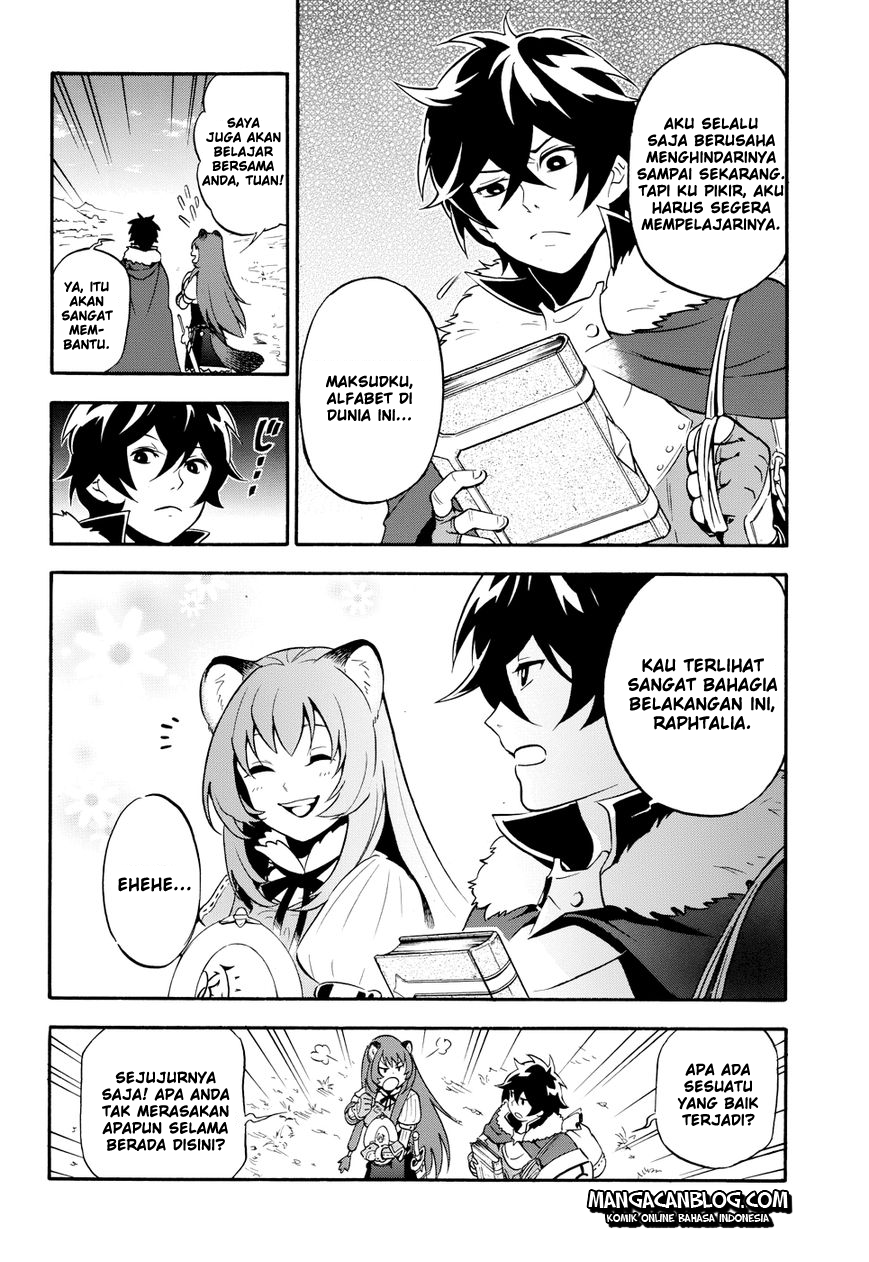 AKU SELALU
SAJA BERUSAHA
MENGHINDARINYA
SAMPAI SEKARANG.
TAPI KU PIKIR, AKU
HARUS SEGERA
MEMPELAJARINYA.
MAKSUDKU,
ALFABET DI
DUNIA INI...
SAYA
JUGA AKAN
BELAJAR
BERSAMA
ANDA, TUAN!
YA, ITU
AKAN
SANGAT
MEM-
BANTU.
じ…
KAU TERLIHAT
SANGAT BAHAGIA
BELAKANGAN INI,
RAPHTALIA.
EHEHE...
APA ADA
SESUATU
YANG BAIK
TERJADI?
SEJUJURNYA
SAJA! APA ANDA
TAK MERASAKAN
APAPUN SELAMA
BERADA DISINI?
MANGACANBLOG.COM
KOMIK ONLINE BAHASA INDONESIA